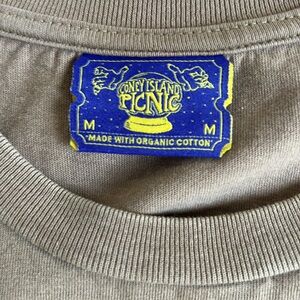 CONEY ISLAND
PICNIC
M M
"MADE WITH ORGANIC COTTON"